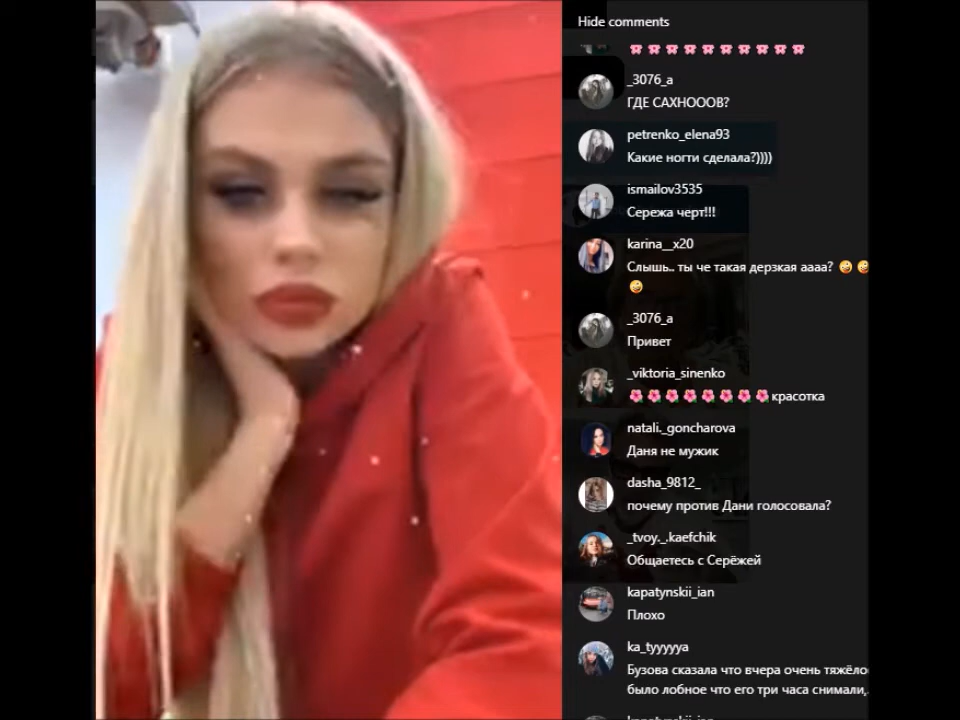 Hide comments
_3076_a
ГДЕ САХНОООВ?
petrenko_elena93
Какие ногти сделала?))))
ismailov3535
Сережа черт!!!
karina__x20
Слышь.. ты че такая дерзкая аааа? 🤪🤪
🤪
_3076_a
Привет
_viktoria_sinenko
🌺🌺🌺🌺🌺🌺🌺🌺красотка
natali._goncharova
Даня не мужик
dasha_9812_
почему против Дани голосовала?
_tvoy._.kaefchik
Общаетесь с Серёжей
kapatynskii_ian
Плохо
ka_tyyyyya
Бузова сказала что вчера очень тяжёло
было лобное что его три часа снимали,